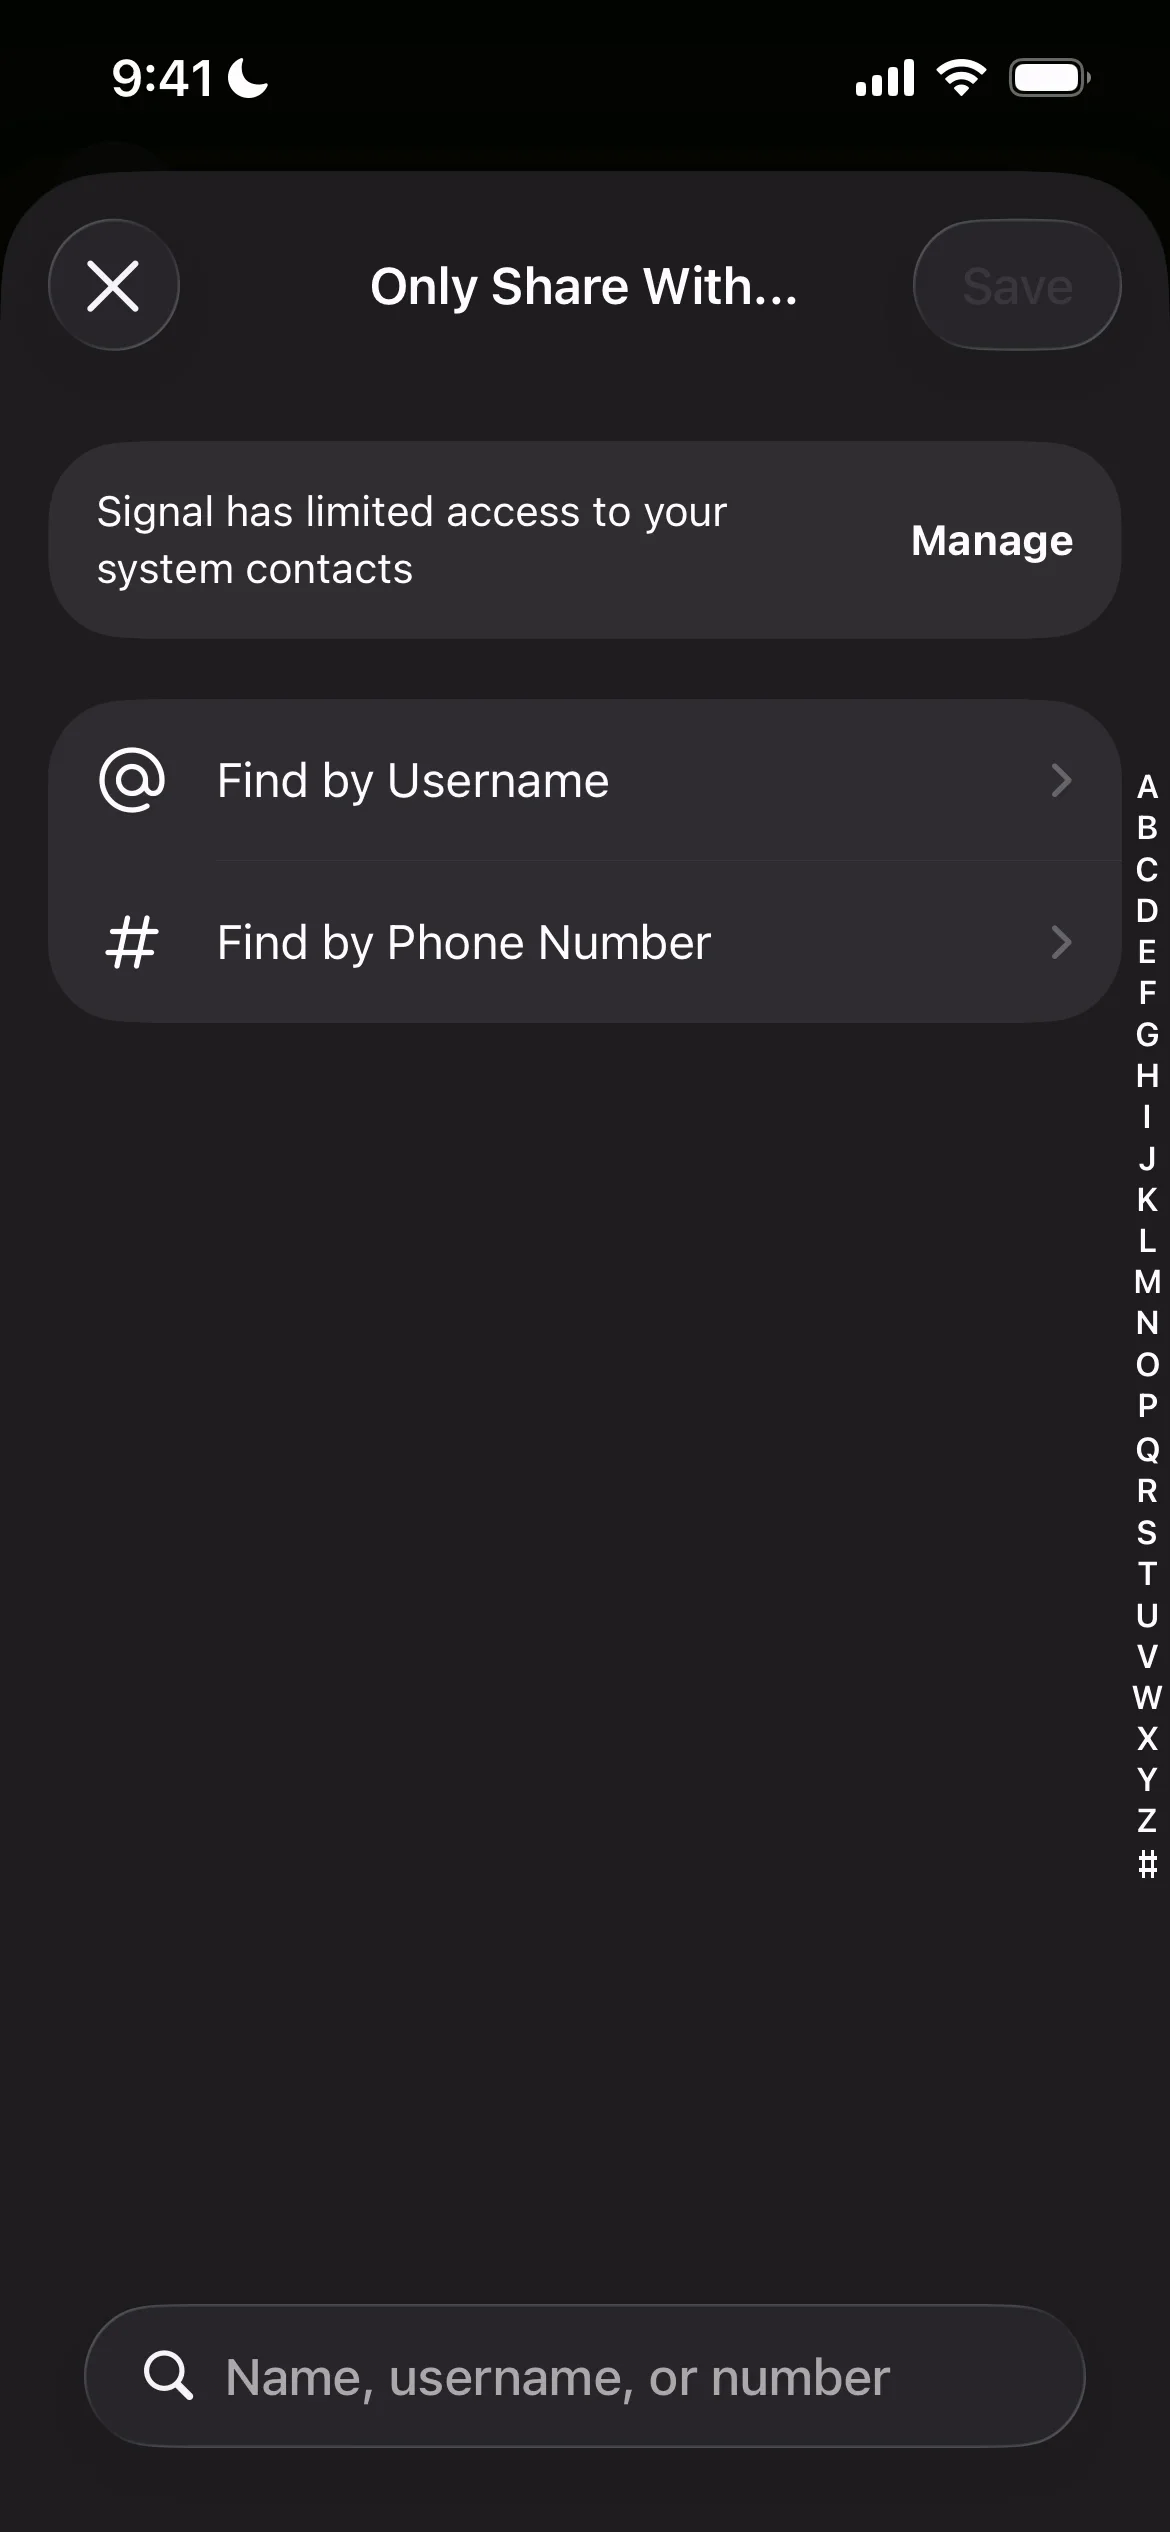 9:41
Only Share With...
Save
Signal has limited access to your
system contacts
Manage
Find by Username
Find by Phone Number
A
B
C
D
E
F
G
H
I
J
K
L
M
N
O
P
Q
R
S
T
U
V
W
X
Y
Z
#
Name, username, or number